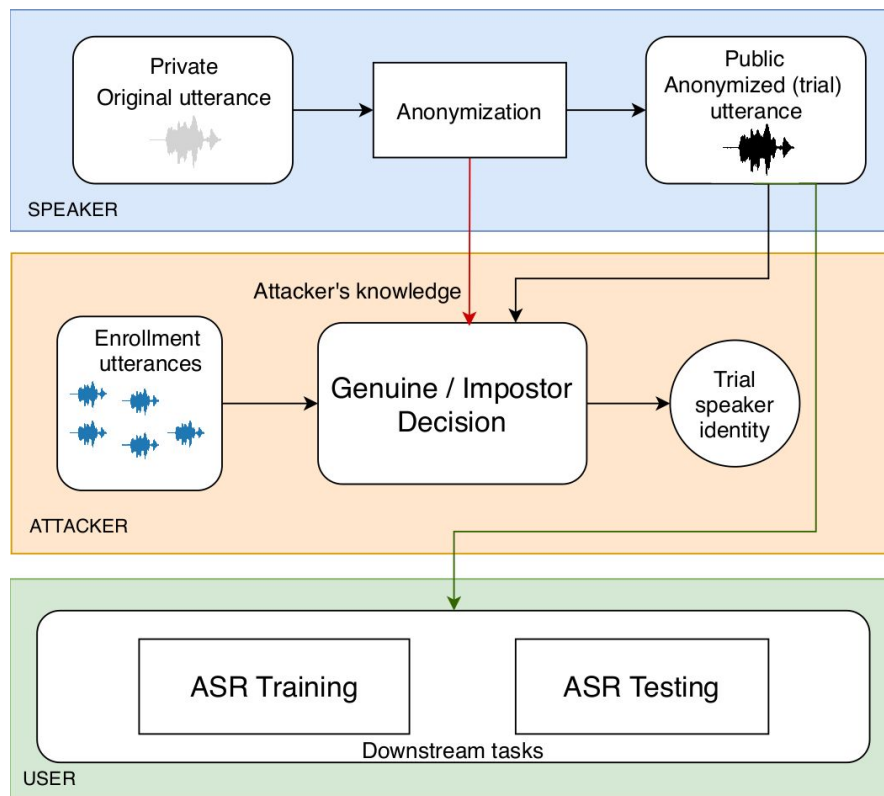 Private
Original utterance
Anonymization
Public
Anonymized (trial)
utterance
SPEAKER
Attacker's knowledge
Enrollment
utterances
Genuine / Impostor
Decision
Trial
speaker
identity
ATTACKER
ASR Training
ASR Testing
Downstream tasks
USER